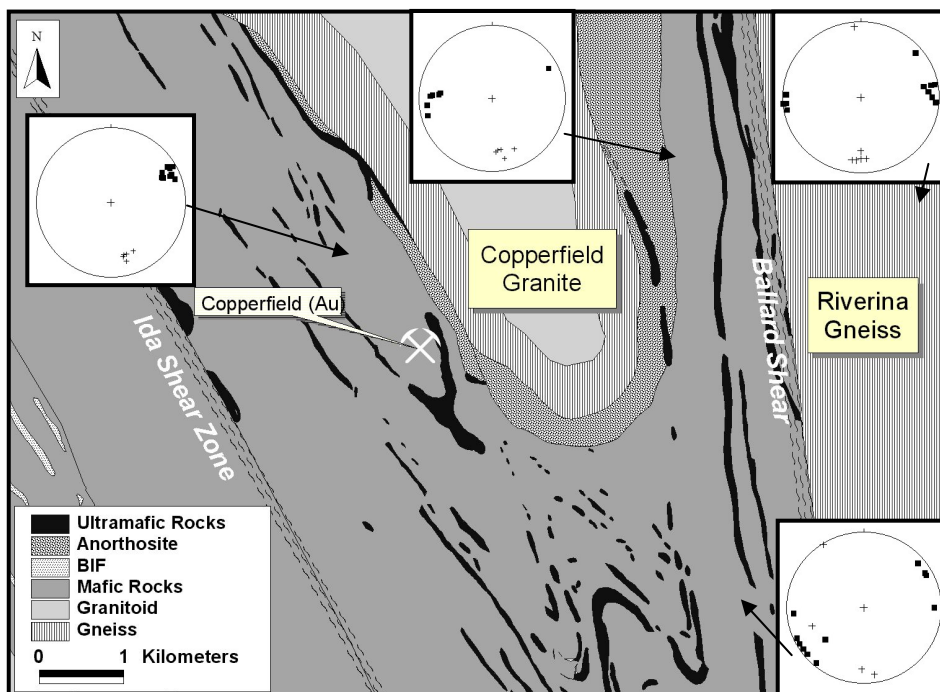 N
Copperfield
Granite
Copperfield (Au)
Riverina
Gneiss
Ballard Shear
Ida Shear Zone
Ultramafic Rocks
Anorthosite
BIF
Mafic Rocks
Granitoid
Gneiss
0 1 Kilometers